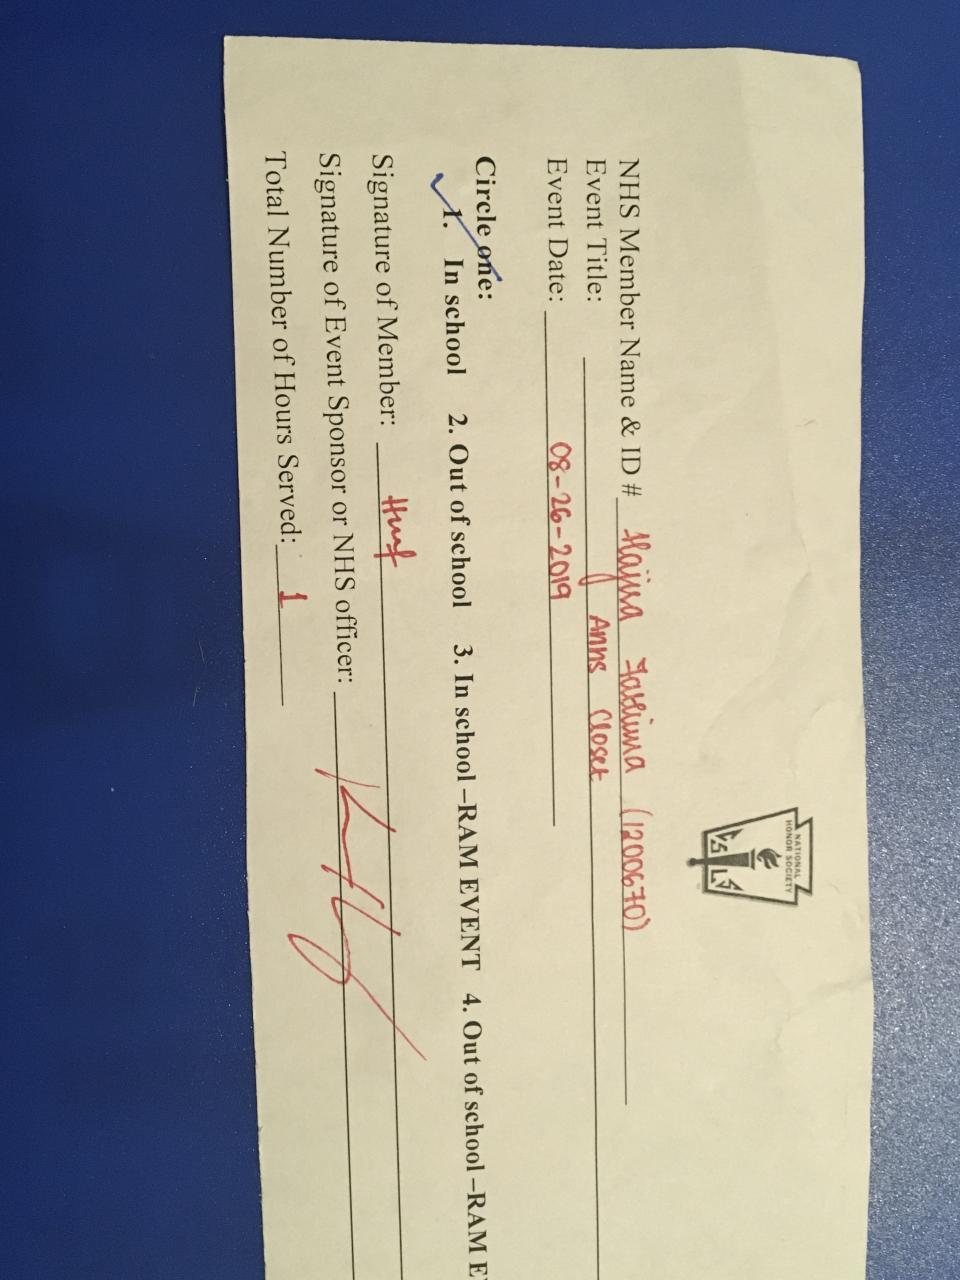 NATIONAL
HONOR SOCIETY
C S L
NHS Member Name & ID # (1200670)
Event Title: Anns Closet
Event Date: 08-26-2019
Circle one:
1. In school 2. Out of school 3. In school –RAM EVENT 4. Out of school –RAM E
Signature of Member:
Signature of Event Sponsor or NHS officer:
Total Number of Hours Served: 1